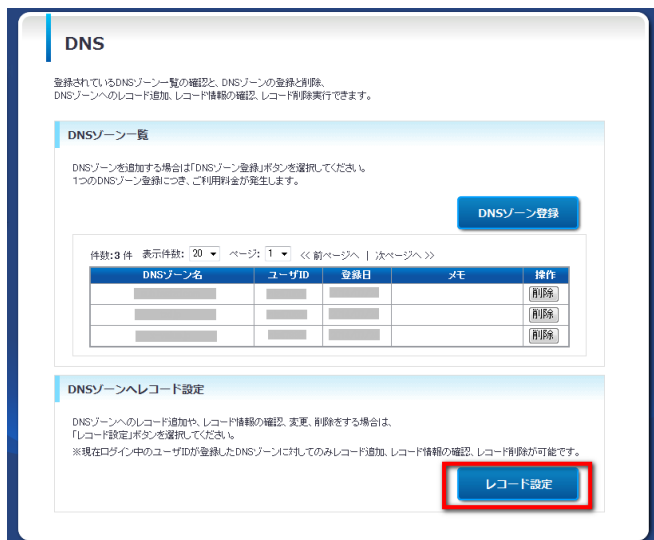 DNS
登録されているDNSゾーン一覧の確認と、DNSゾーンの登録と削除、
DNSゾーンへのレコード追加、レコード情報の確認、レコード削除実行できます。
DNSゾーン一覧
DNSゾーンを追加する場合は「DNSゾーン登録」ボタンを選択してください。
1つのDNSゾーン登録につき、ご利用料金が発生します。
DNSゾーン登録
件数:3 件 表示件数: 20 ページ: 1 << 前ページへ | 次ページへ >>
DNSゾーン名 ユーザID 登録日 メモ 操作
削除
削除
削除
DNSゾーンへレコード設定
DNSゾーンへのレコード追加や、レコード情報の確認、変更、削除をする場合は、
「レコード設定」ボタンを選択してください。
※現在ログイン中のユーザIDが登録したDNSゾーンに対してのみレコード追加、レコード情報の確認、レコード削除が可能です。
レコード設定